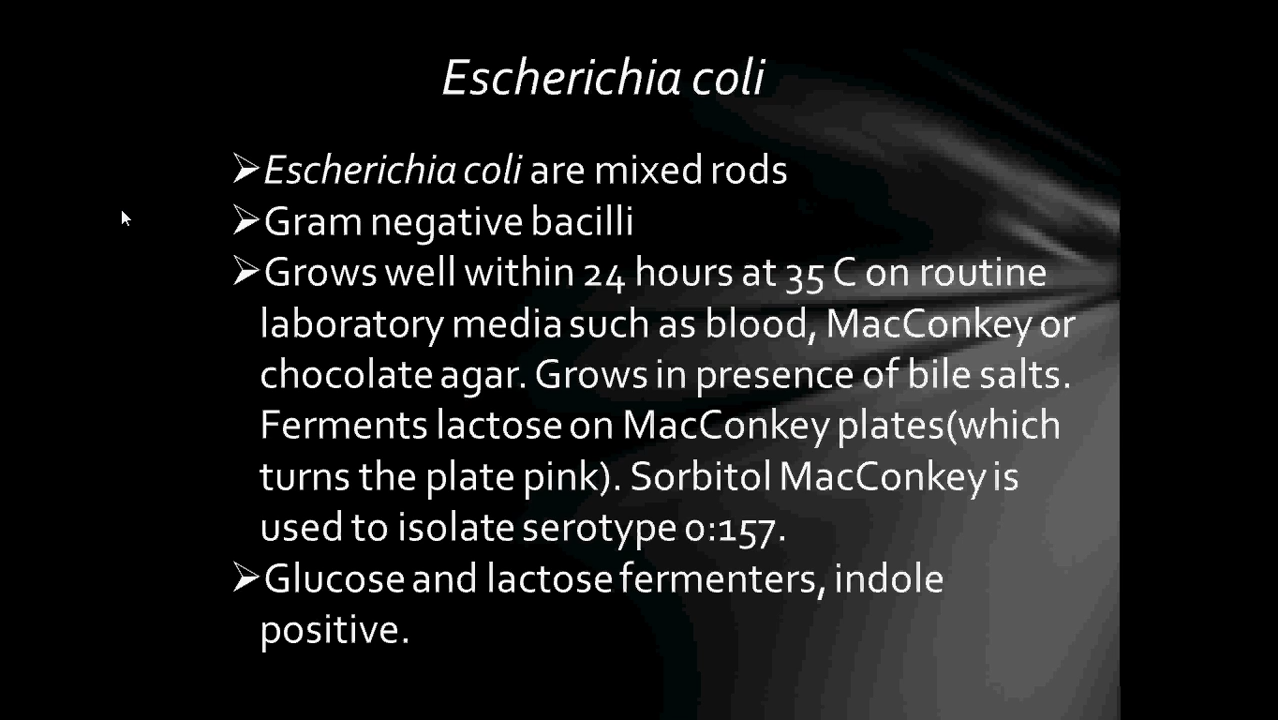 Escherichia coli
➢Escherichia coli are mixed rods
➢Gram negative bacilli
➢Grows well within 24 hours at 35 C on routine
laboratory media such as blood, MacConkey or
chocolate agar. Grows in presence of bile salts.
Ferments lactose on MacConkey plates(which
turns the plate pink). Sorbitol MacConkey is
used to isolate serotype 0:157.
➢Glucose and lactose fermenters, indole
positive.